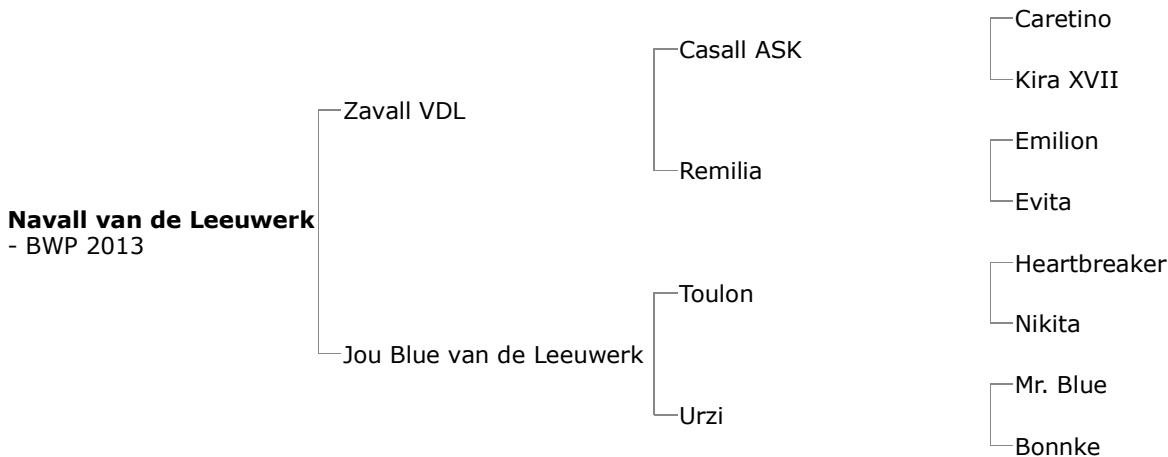 Caretino
Casall ASK
Kira XVII
Zavall VDL
Emilion
Remilia
Evita
Navall van de Leeuwerk
- BWP 2013
Heartbreaker
Toulon
Nikita
Jou Blue van de Leeuwerk
Mr. Blue
Urzi
Bonnke